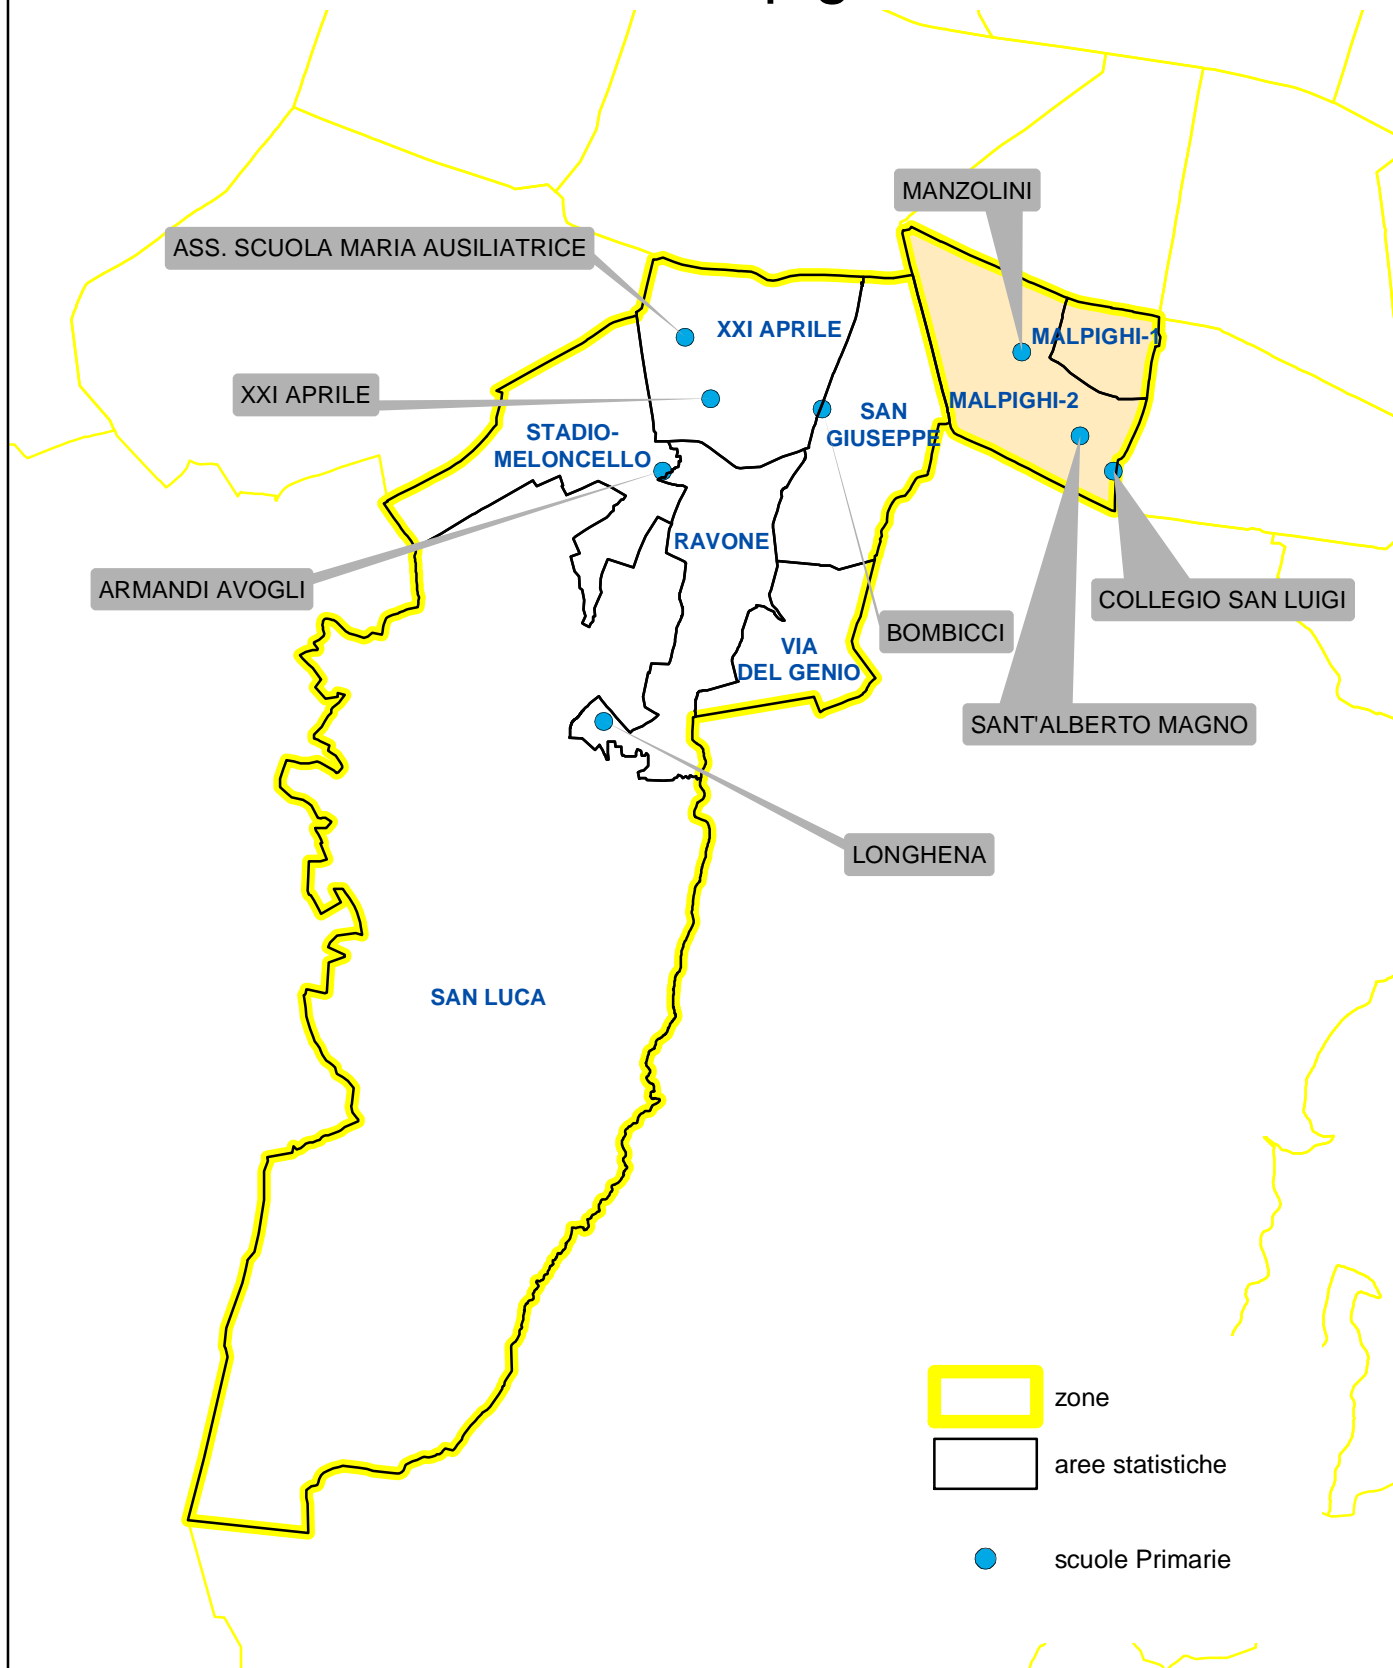 MANZOLINI
ASS. SCUOLA MARIA AUSILIATRICE
XXI APRILE
MALPIGHI-1
XXI APRILE
MALPIGHI-2
SAN
GIUSEPPE
STADIO-
MELONCELLO
RAVONE
ARMANDI AVOGLI
COLLEGIO SAN LUIGI
BOMBICCI
VIA
DEL GENIO
SANT'ALBERTO MAGNO
LONGHENA
SAN LUCA
zone
aree statistiche
scuole Primarie